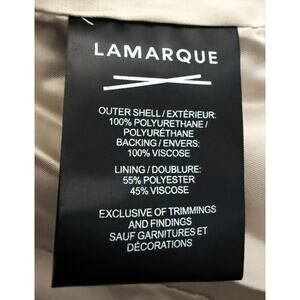 LAMARQUE
OUTER SHELL / EXTÉRIEUR:
100% POLYURETHANE /
POLYURÉTHANE
BACKING / ENVERS:
100% VISCOSE
LINING / DOUBLURE:
55% POLYESTER
45% VISCOSE
EXCLUSIVE OF TRIMMINGS
AND FINDINGS
SAUF GARNITURES ET
DÉCORATIONS